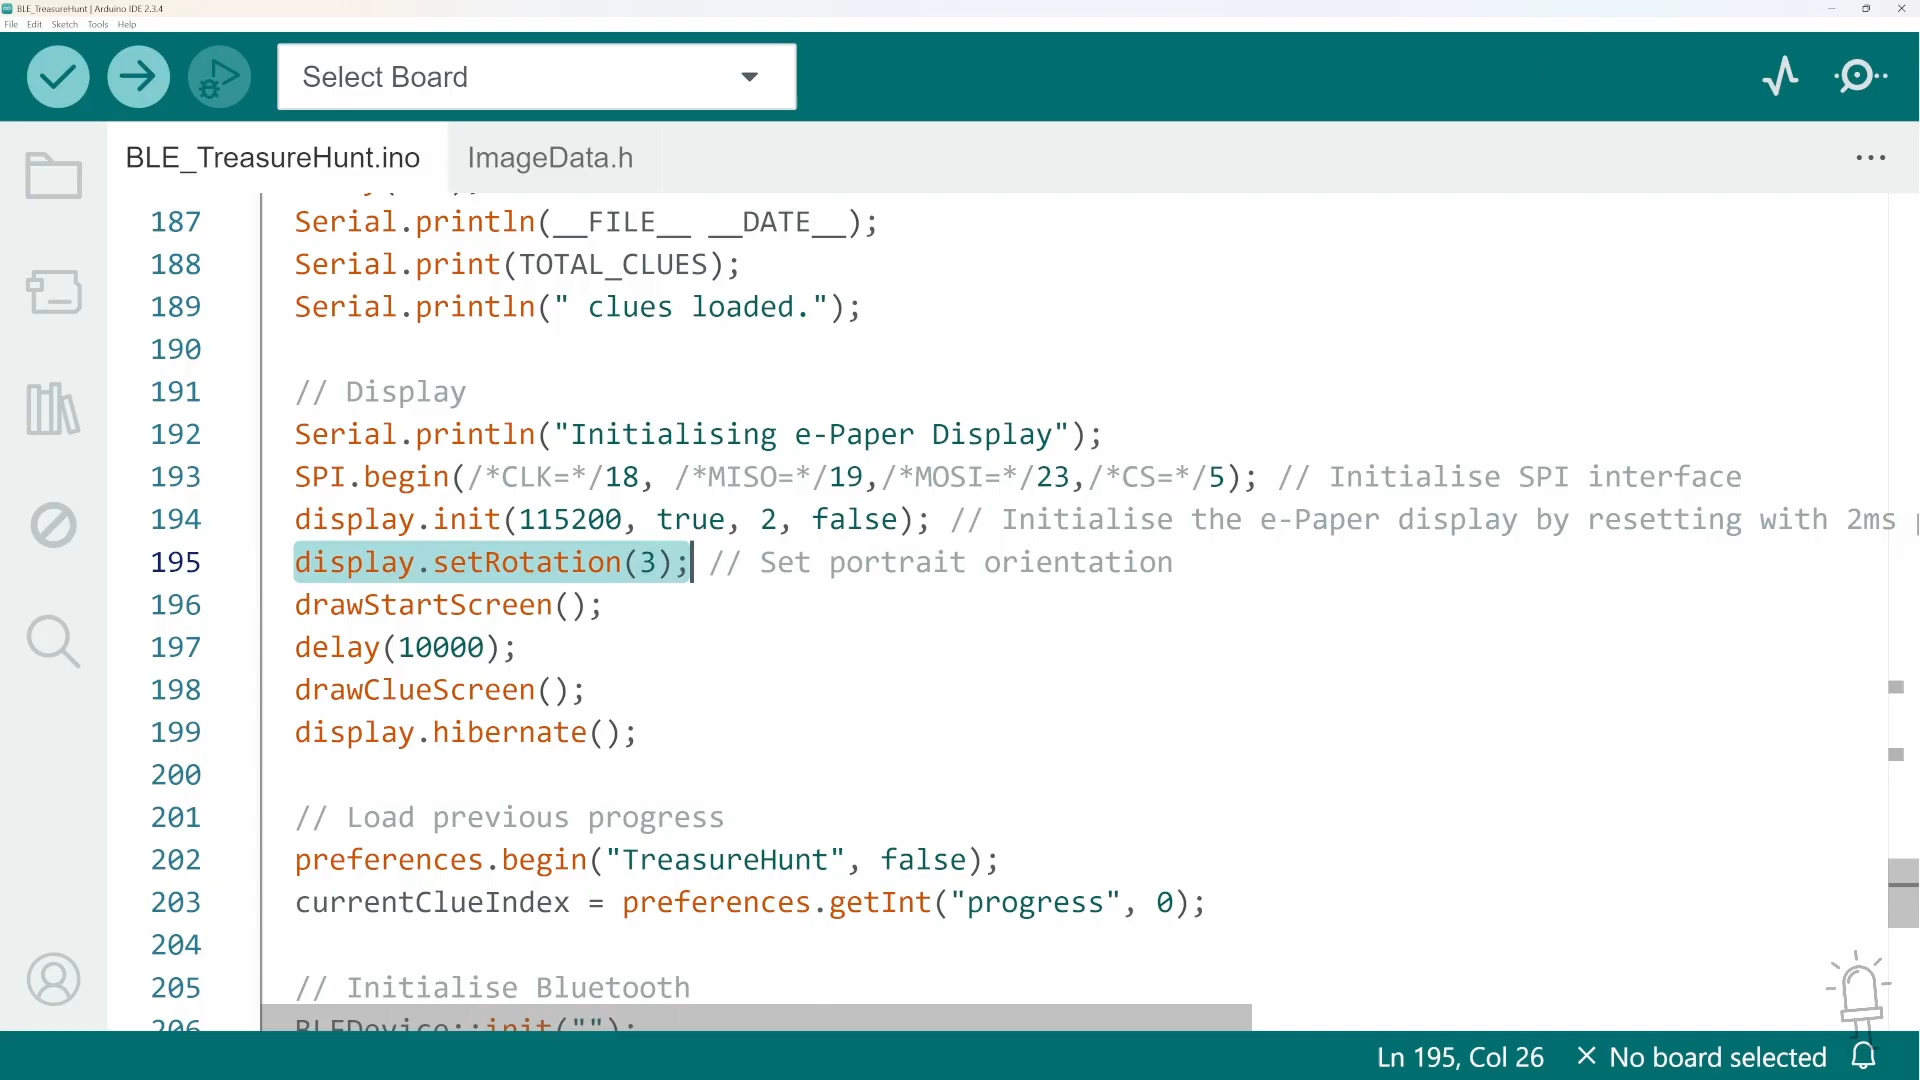 BLE_TreasureHunt | Arduino IDE 2.3.4
File Edit Sketch Tools Help
Select Board
BLE_TreasureHunt.ino ImageData.h
187 Serial.println(__FILE__ __DATE__);
188 Serial.print(TOTAL_CLUES);
189 Serial.println(" clues loaded.");
190
191 // Display
192 Serial.println("Initialising e-Paper Display");
193 SPI.begin(/*CLK=*/18, /*MISO=*/19,/*MOSI=*/23,/*CS=*/5); // Initialise SPI interface
194 display.init(115200, true, 2, false); // Initialise the e-Paper display by resetting with 2ms
195 display.setRotation(3); // Set portrait orientation
196 drawStartScreen();
197 delay(10000);
198 drawClueScreen();
199 display.hibernate();
200
201 // Load previous progress
202 preferences.begin("TreasureHunt", false);
203 currentClueIndex = preferences.getInt("progress", 0);
204
205 // Initialise Bluetooth
206 BLEDevice::init("");
Ln 195, Col 26 No board selected